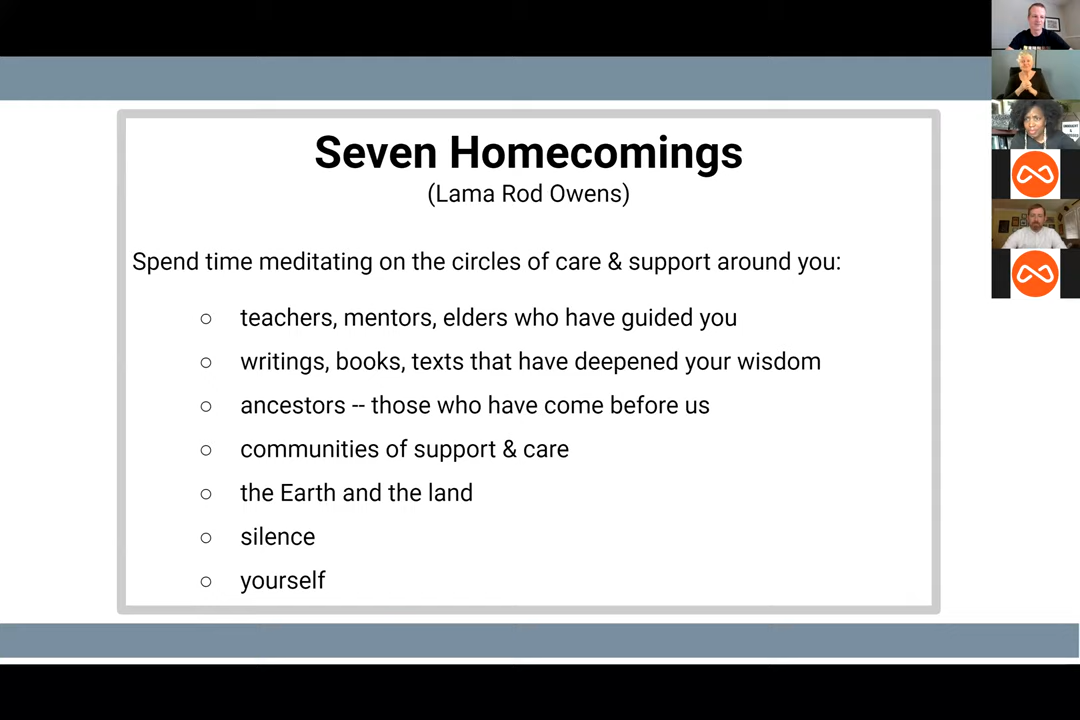 Seven Homecomings
(Lama Rod Owens)
Spend time meditating on the circles of care & support around you:
○ teachers, mentors, elders who have guided you
○ writings, books, texts that have deepened your wisdom
○ ancestors -- those who have come before us
○ communities of support & care
○ the Earth and the land
○ silence
○ yourself